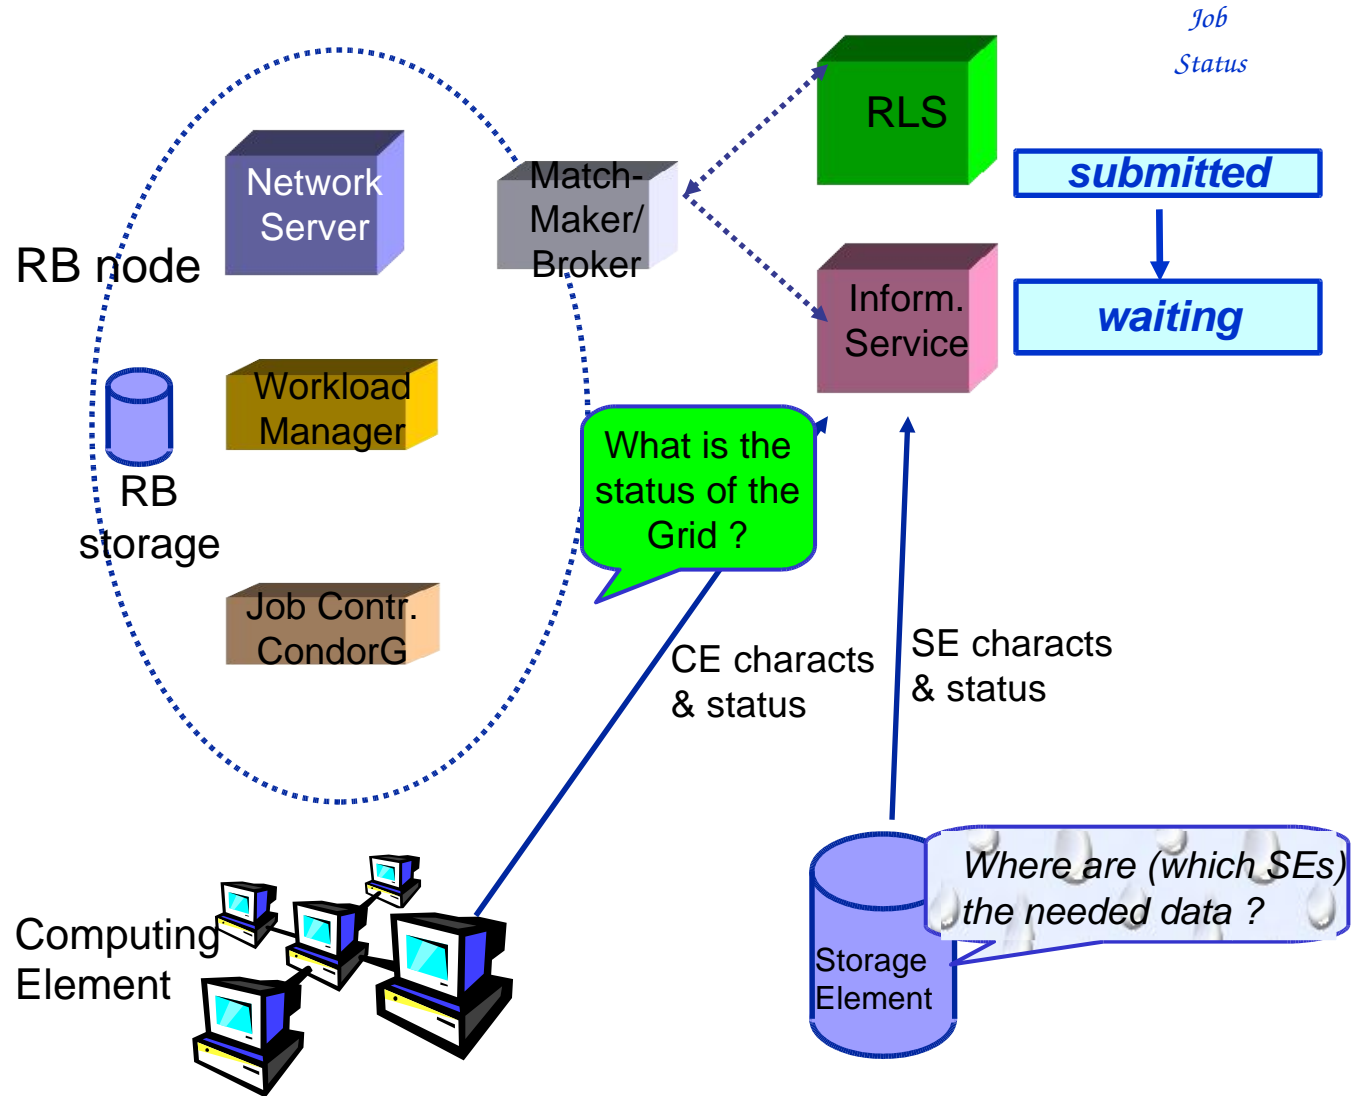 Job
Status
RLS
submitted
Network
Server
Match-
Maker/
Broker
RB node
Inform.
Service
waiting
Workload
Manager
What is the
status of the
Grid ?
RB
storage
Job Contr.
CondorG
CE characts
& status
SE characts
& status
Where are (which SEs)
the needed data ?
Computing
Element
Storage
Element